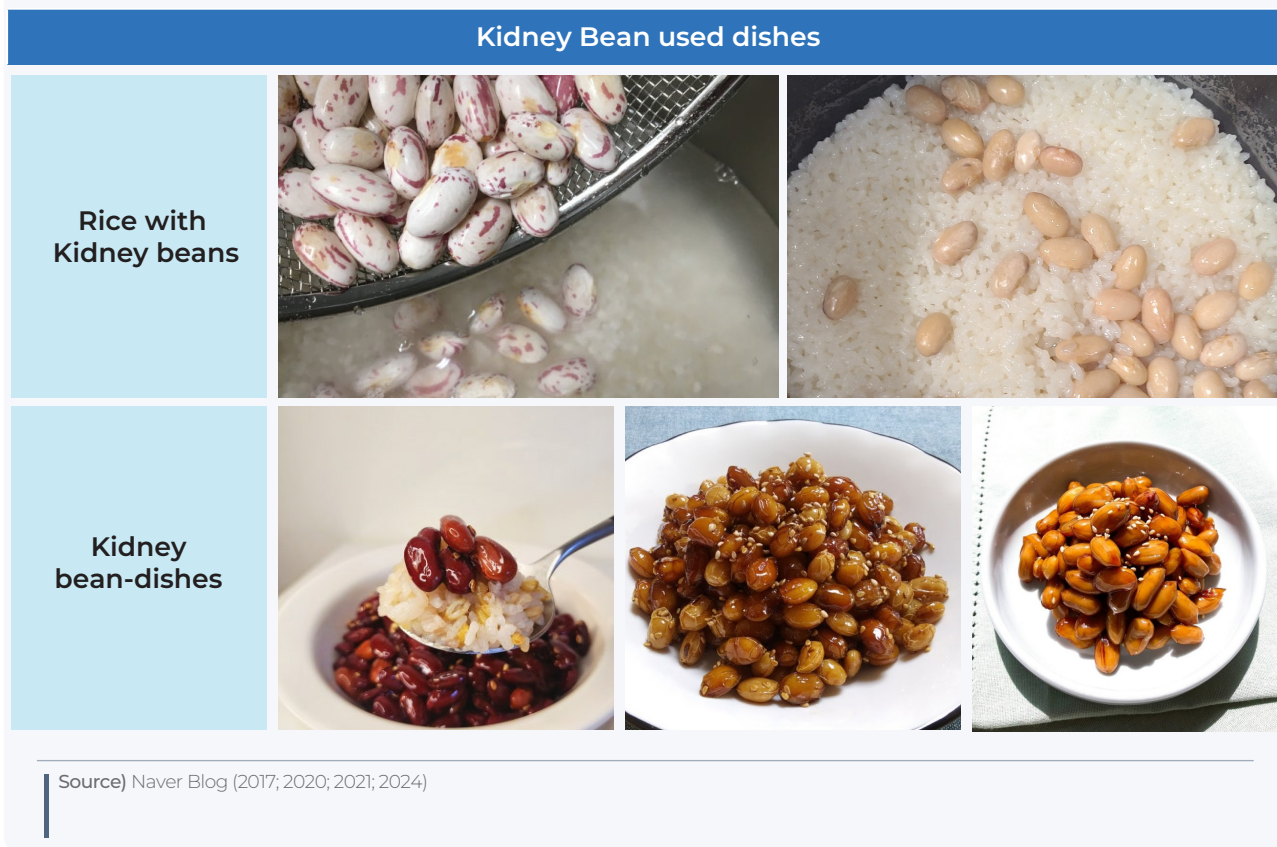 Kidney Bean used dishes
Rice with
Kidney beans
Kidney
bean-dishes
Source) Naver Blog (2017; 2020; 2021; 2024)